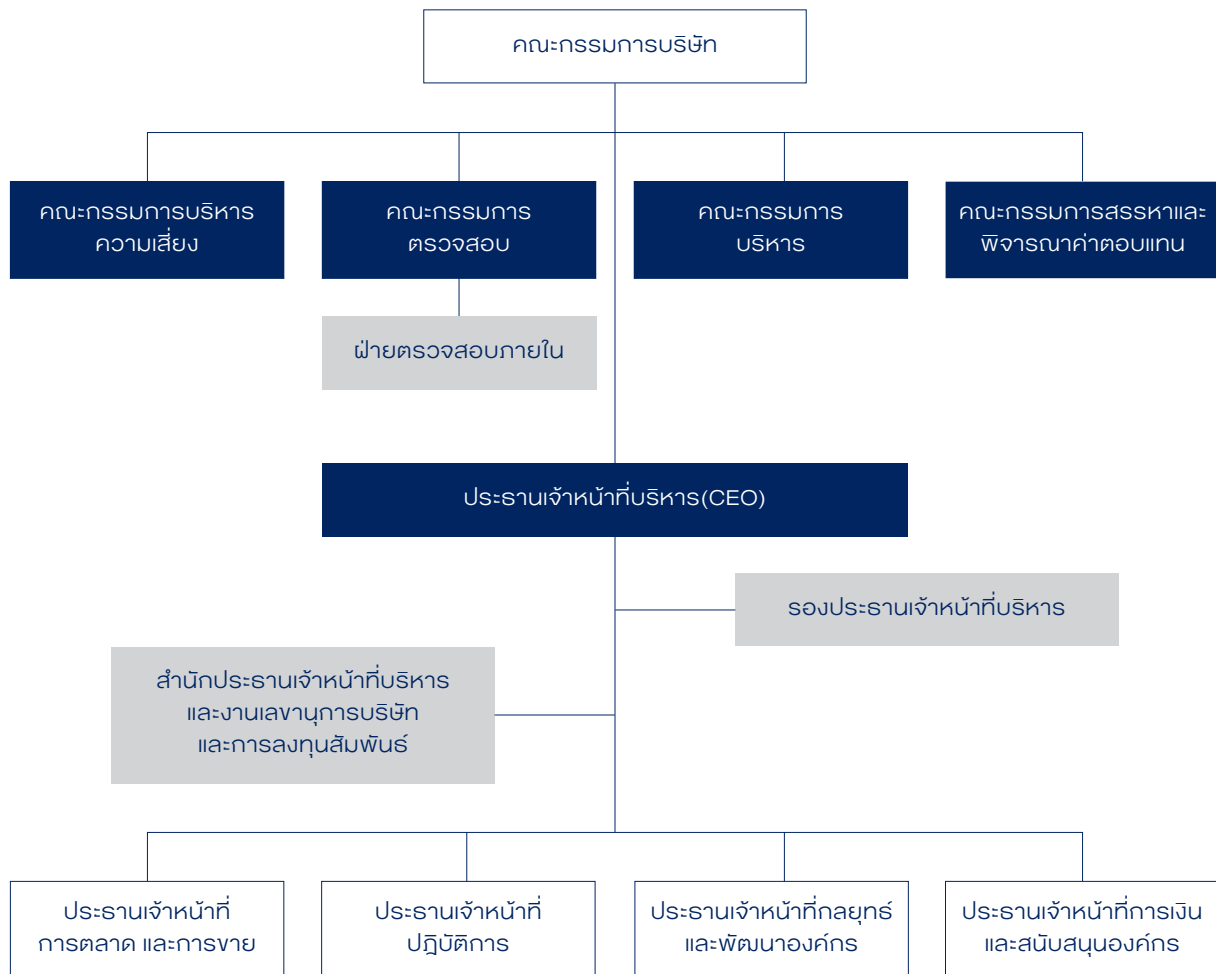 คณะกรรมการบริษัท
คณะกรรมการบริหาร
ความเสี่ยง
คณะกรรมการ
ตรวจสอบ
คณะกรรมการ
บริหาร
คณะกรรมการสรรหาและ
พิจารณาค่าตอบแทน
ฝ่ายตรวจสอบภายใน
ประธานเจ้าหน้าที่บริหาร(CEO)
รองประธานเจ้าหน้าที่บริหาร
สำนักประธานเจ้าหน้าที่บริหาร
และงานเลขานุการบริษัท
และการลงทุนสัมพันธ์
ประธานเจ้าหน้าที่
การตลาด และการขาย
ประธานเจ้าหน้าที่
ปฎิบัติการ
ประธานเจ้าหน้าที่กลยุทธ์
และพัฒนาองค์กร
ประธานเจ้าหน้าที่การเงิน
และสนับสนุนองค์กร